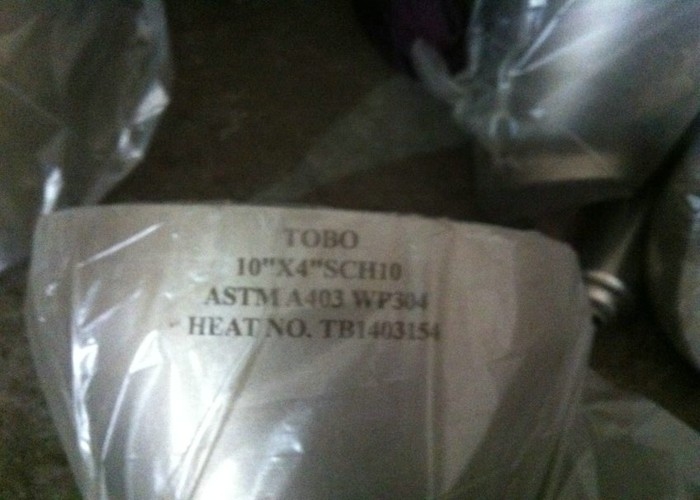 TOBO
10"X4"SCH10
ASTM A403 WP304
HEAT NO. TB1403154